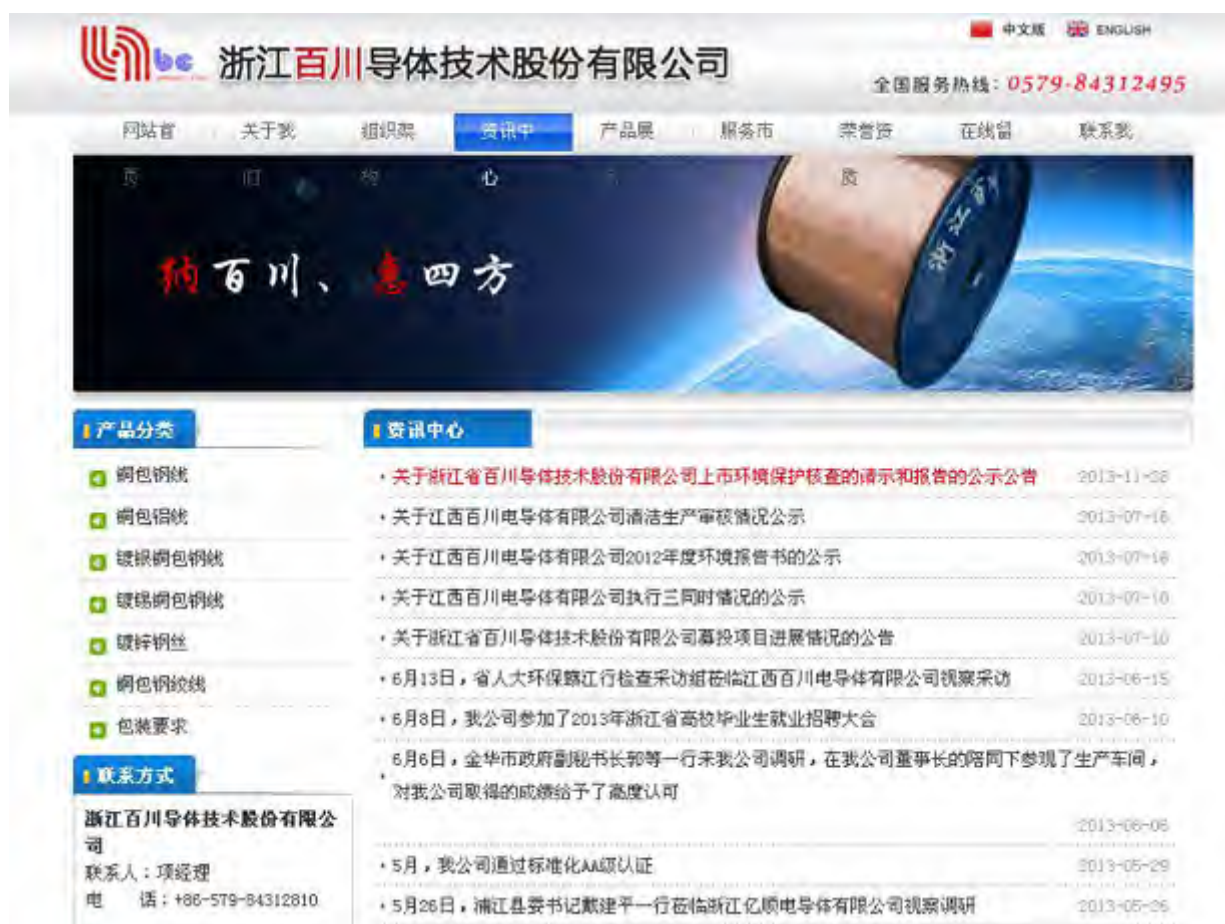 中文版 ENGLISH
bc 浙江百川导体技术股份有限公司
全国服务热线：0579-84312495
网站首 关于我 组织架 资讯中 产品展 服务市 荣誉资 在线留 联系我
页 们 构 心 质
纳百川、惠四方
浙江百
产品分类
铜包钢线
铜包铝线
镀银铜包钢线
镀锡铜包钢线
镀锌钢丝
铜包钢绞线
包装要求
联系方式
浙江百川导体技术股份有限公
司
联系人：项经理
电 话：+86-579-84312810
资讯中心
·关于浙江省百川导体技术股份有限公司上市环境保护核查的请示和报告的公示公告 2013-11-28
·关于江西百川电导体有限公司清洁生产审核情况公示 2013-07-16
·关于江西百川电导体有限公司2012年度环境报告书的公示 2013-07-16
·关于江西百川电导体有限公司执行三同时情况的公示 2013-07-10
·关于浙江省百川导体技术股份有限公司募投项目进展情况的公告 2013-07-10
·6月13日，省人大环保赣江行检查采访组莅临江西百川电导体有限公司视察采访 2013-06-15
·6月8日，我公司参加了2013年浙江省高校毕业生就业招聘大会 2013-06-10
·6月6日，金华市政府副秘书长郭等一行来我公司调研，在我公司董事长的陪同下参观了生产车间，
对我公司取得的成绩给予了高度认可
2013-06-06
·5月，我公司通过标准化AA级认证 2013-05-29
·5月26日，浦江县委书记戴建平一行莅临浙江亿顺电导体有限公司视察调研 2013-05-26